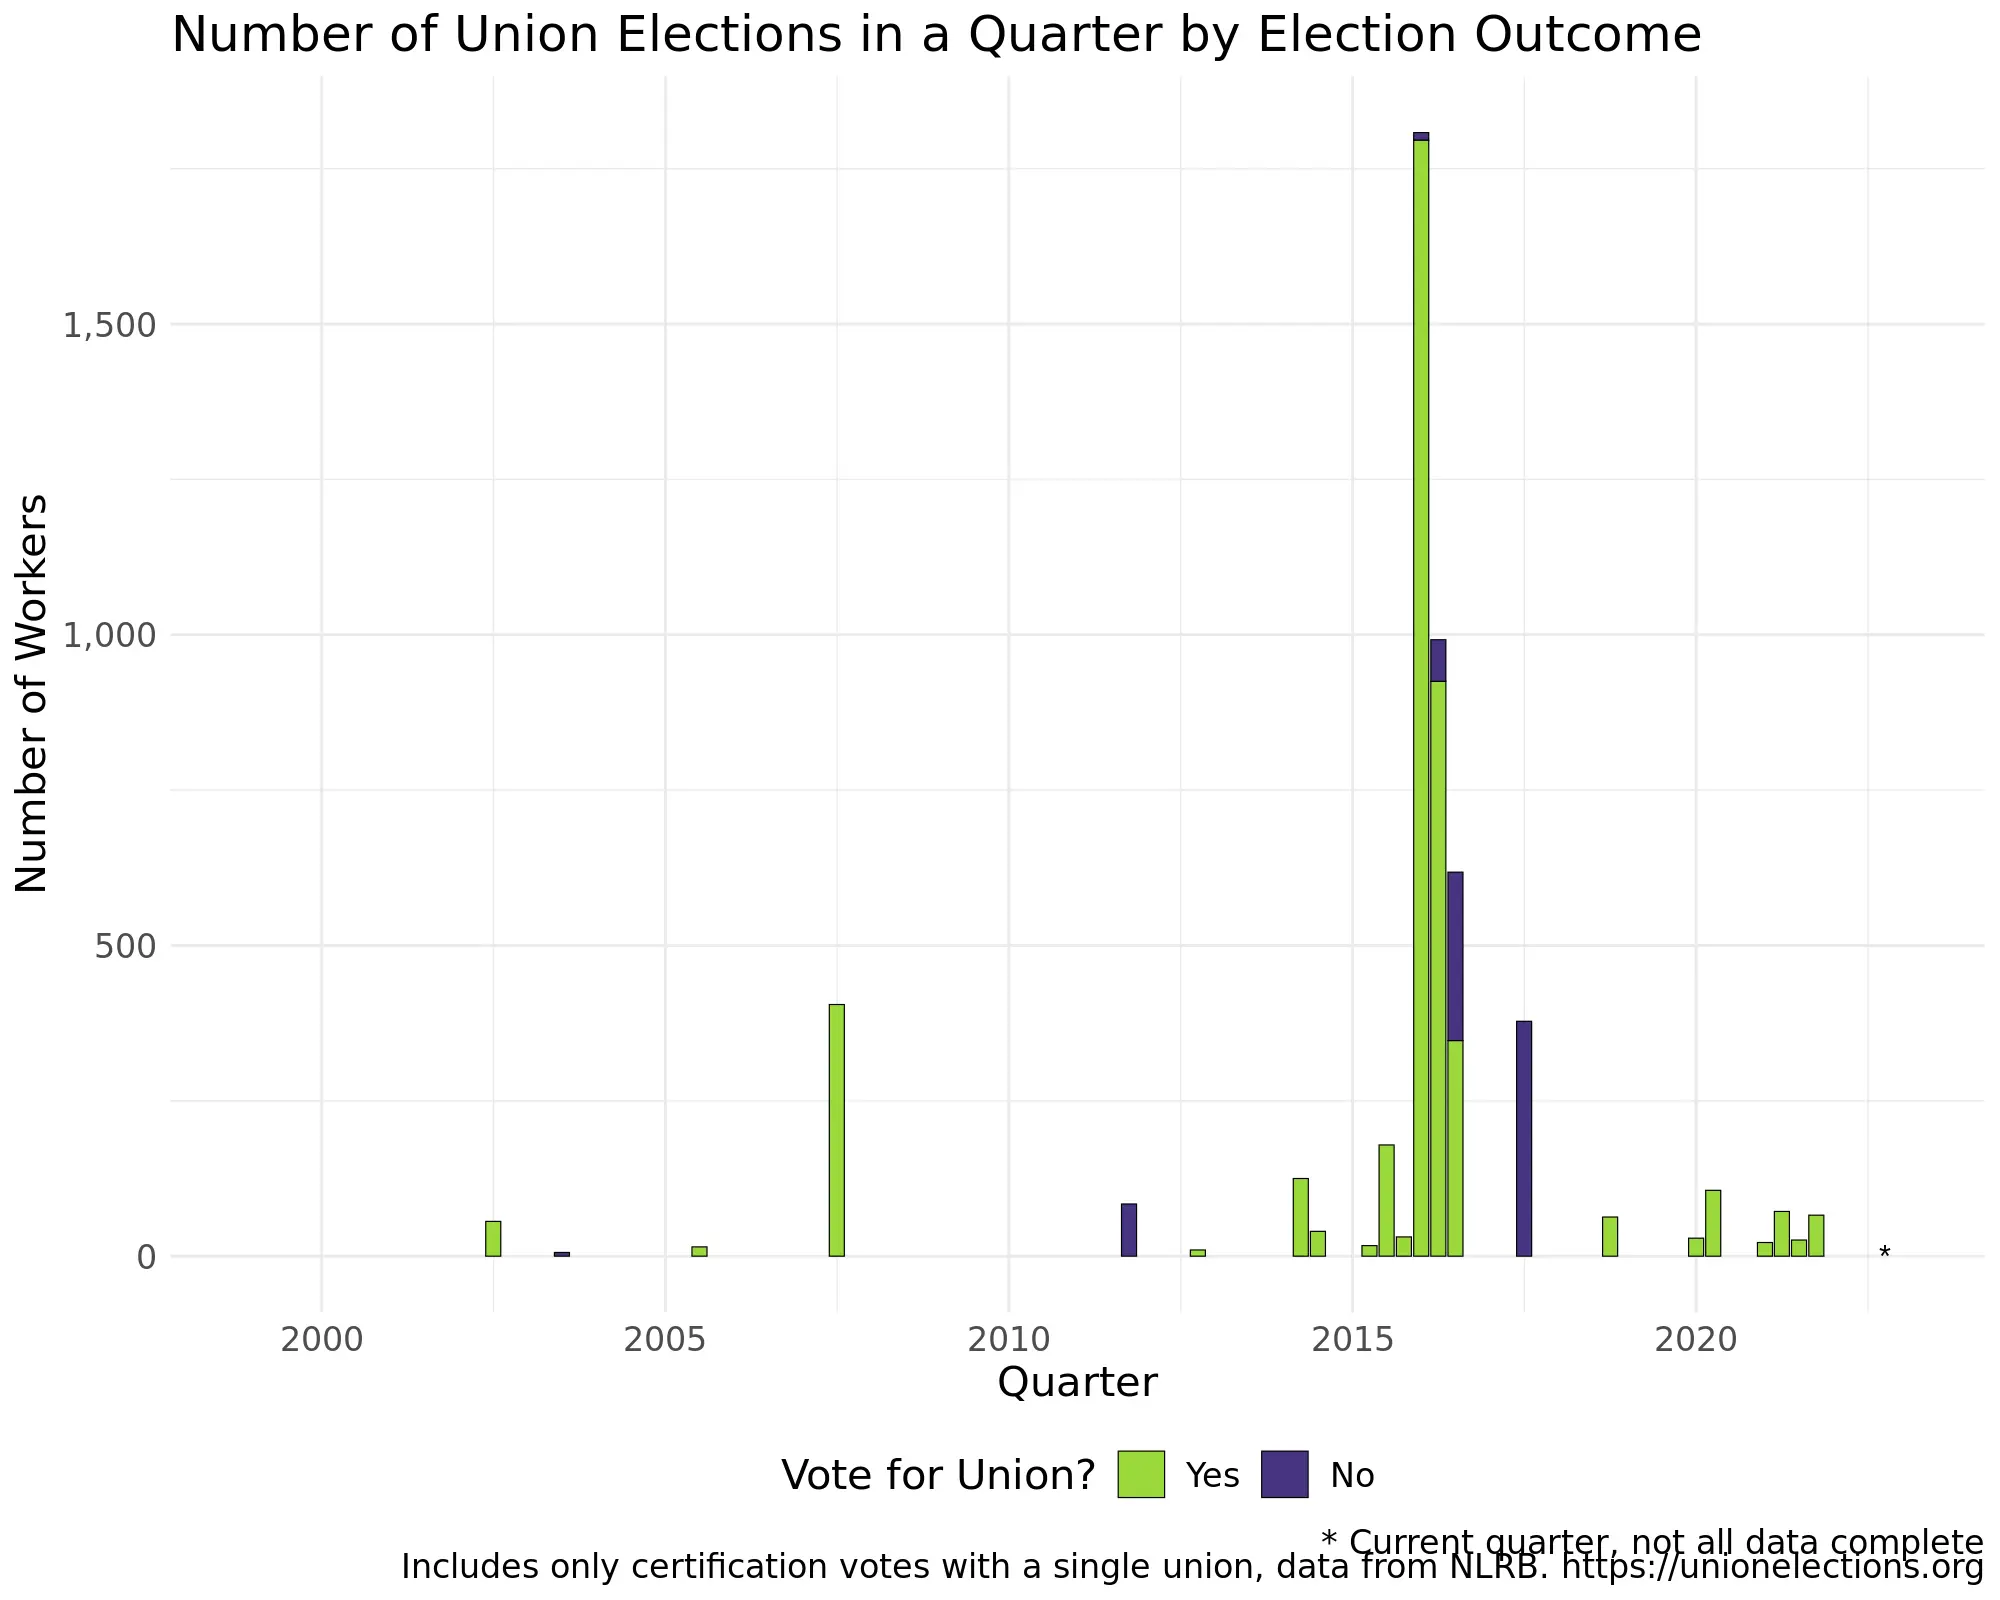 Number of Union Elections in a Quarter by Election Outcome
Number of Workers
1,500
1,000
500
0
*
2000 2005 2010 2015 2020
Quarter
Vote for Union? Yes No
* Current quarter, not all data complete
Includes only certification votes with a single union, data from NLRB. https://unionelections.org